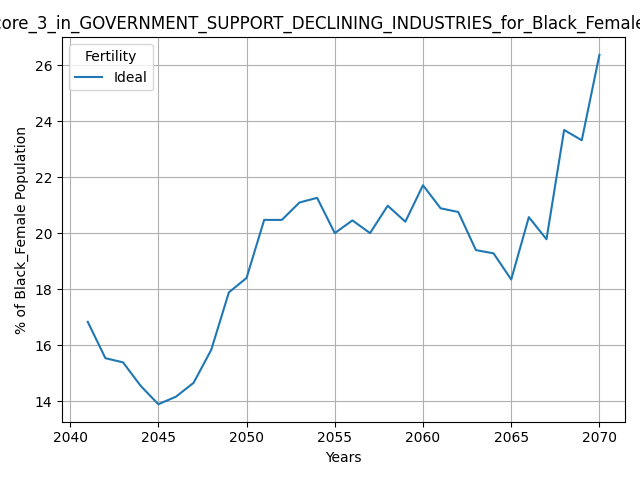 core_3_in_GOVERNMENT_SUPPORT_DECLINING_INDUSTRIES_for_Black_Female
Fertility
Ideal
% of Black_Female Population
26
24
22
20
18
16
14
2040
2045
2050
2055
2060
2065
2070
Years